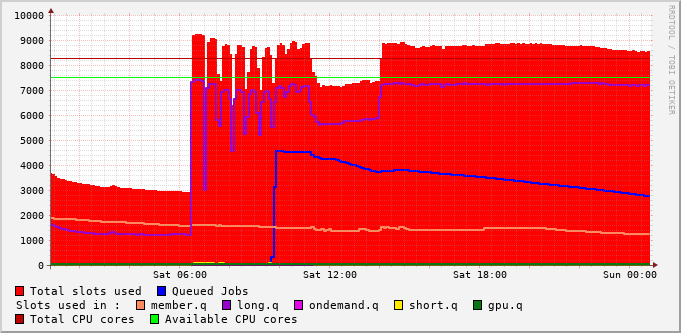 RRDTOOL / TOBI OETIKER
10000
9000
8000
7000
6000
5000
4000
3000
2000
1000
0
Sat 06:00 Sat 12:00 Sat 18:00 Sun 00:00
Total slots used Queued Jobs
Slots used in : member.q long.q ondemand.q short.q gpu.q
Total CPU cores Available CPU cores